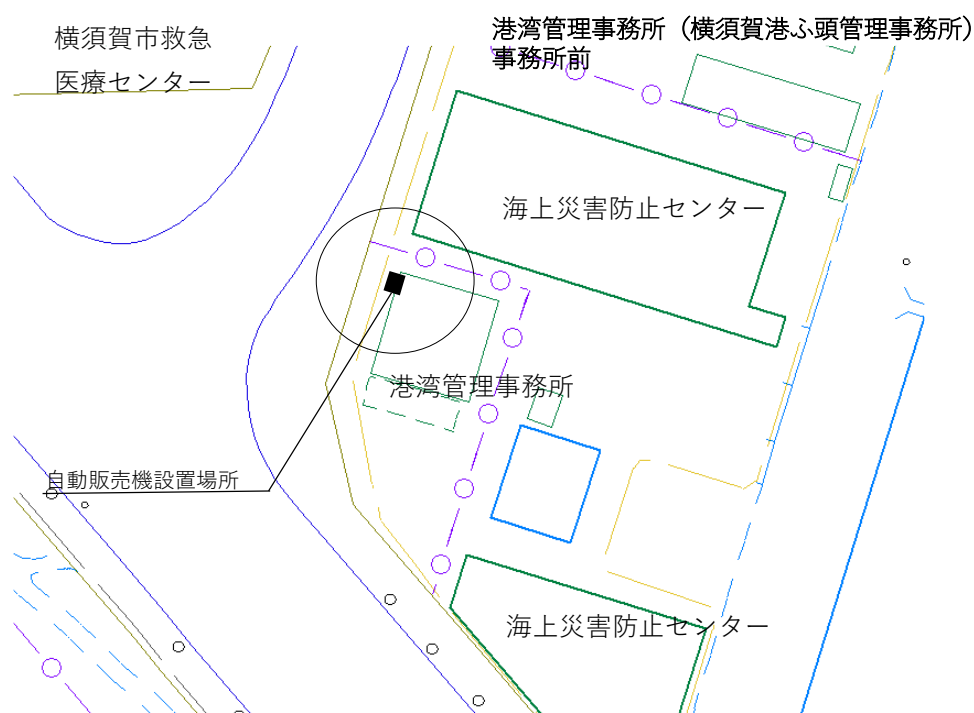 横須賀市救急
医療センター
港湾管理事務所（横須賀港ふ頭管理事務所）
事務所前
海上災害防止センター
港湾管理事務所
自動販売機設置場所
海上災害防止センター